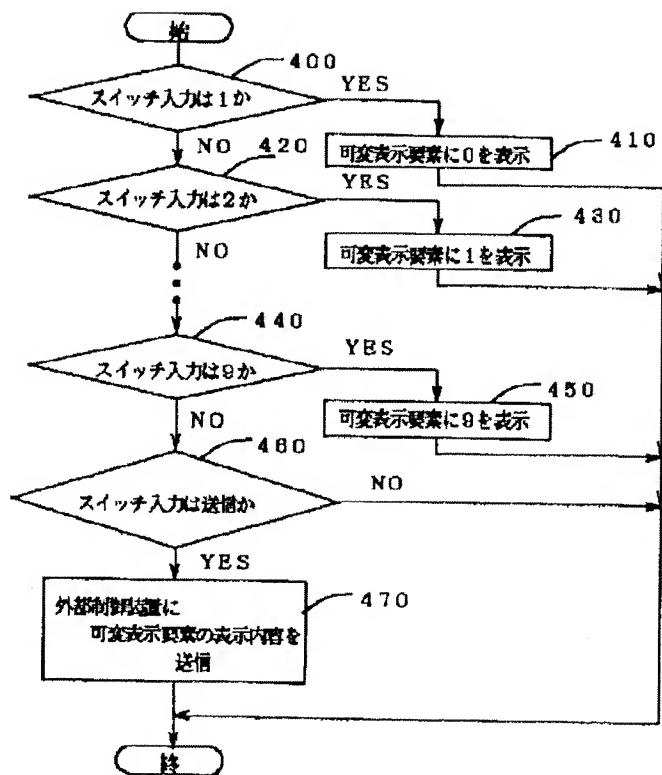 始
400
スイッチ入力は1か
YES
NO
可変表示要素に0を表示
410
420
スイッチ入力は2か
YES
NO
可変表示要素に1を表示
430
440
スイッチ入力は9か
YES
NO
可変表示要素に9を表示
450
460
スイッチ入力は送信か
NO
YES
外部制御装置に
可変表示要素の表示内容を
送信
470
終